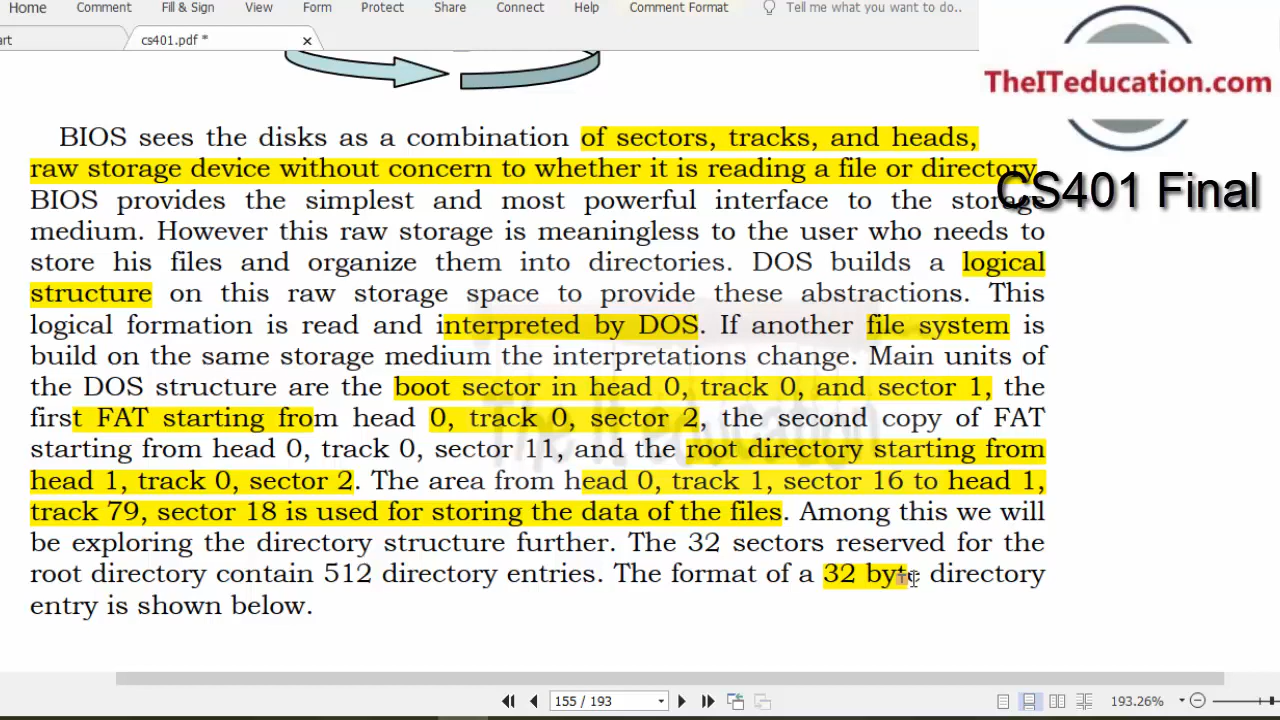 Home Comment Fill & Sign View Form Protect Share Connect Help Comment Format Tell me what you want to do..
art cs401.pdf *
TheITeducation.com
CS401 Final
BIOS sees the disks as a combination of sectors, tracks, and heads,
raw storage device without concern to whether it is reading a file or directory.
BIOS provides the simplest and most powerful interface to the storage
medium. However this raw storage is meaningless to the user who needs to
store his files and organize them into directories. DOS builds a logical
structure on this raw storage space to provide these abstractions. This
logical formation is read and interpreted by DOS. If another file system is
build on the same storage medium the interpretations change. Main units of
the DOS structure are the boot sector in head 0, track 0, and sector 1, the
first FAT starting from head 0, track 0, sector 2, the second copy of FAT
starting from head 0, track 0, sector 11, and the root directory starting from
head 1, track 0, sector 2. The area from head 0, track 1, sector 16 to head 1,
track 79, sector 18 is used for storing the data of the files. Among this we will
be exploring the directory structure further. The 32 sectors reserved for the
root directory contain 512 directory entries. The format of a 32 byte directory
entry is shown below.
The IT education
155 / 193
193.26%